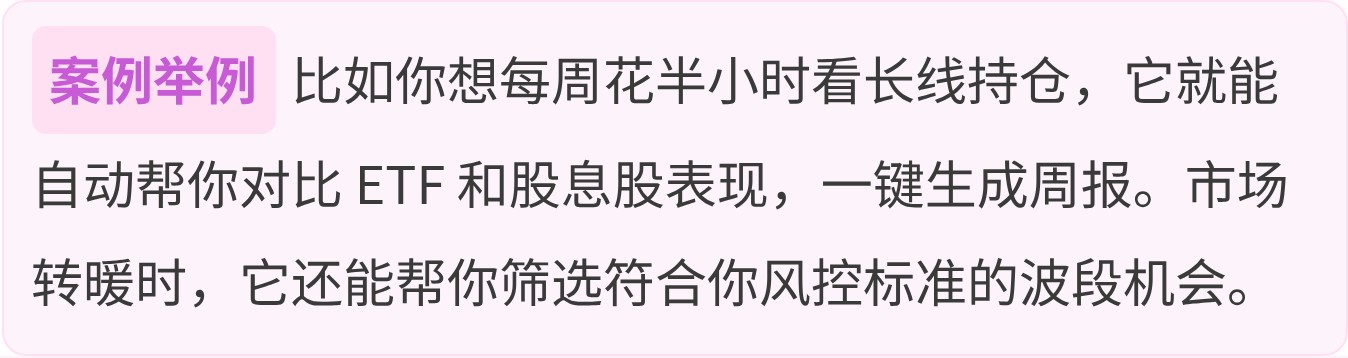 案例举例 比如你想每周花半小时看长线持仓，它就能
自动帮你对比 ETF 和股息股表现，一键生成周报。市场
转暖时，它还能帮你筛选符合你风控标准的波段机会。